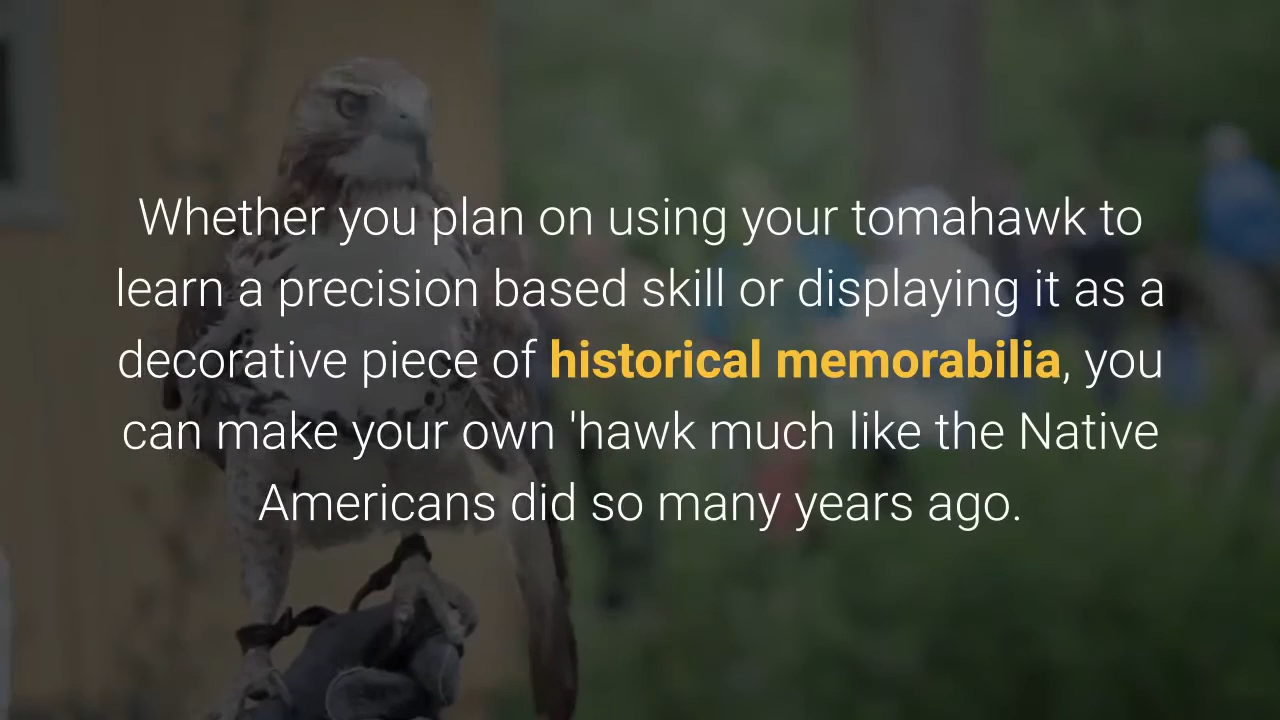 Whether you plan on using your tomahawk to
learn a precision based skill or displaying it as a
decorative piece of historical memorabilia, you
can make your own 'hawk much like the Native
Americans did so many years ago.